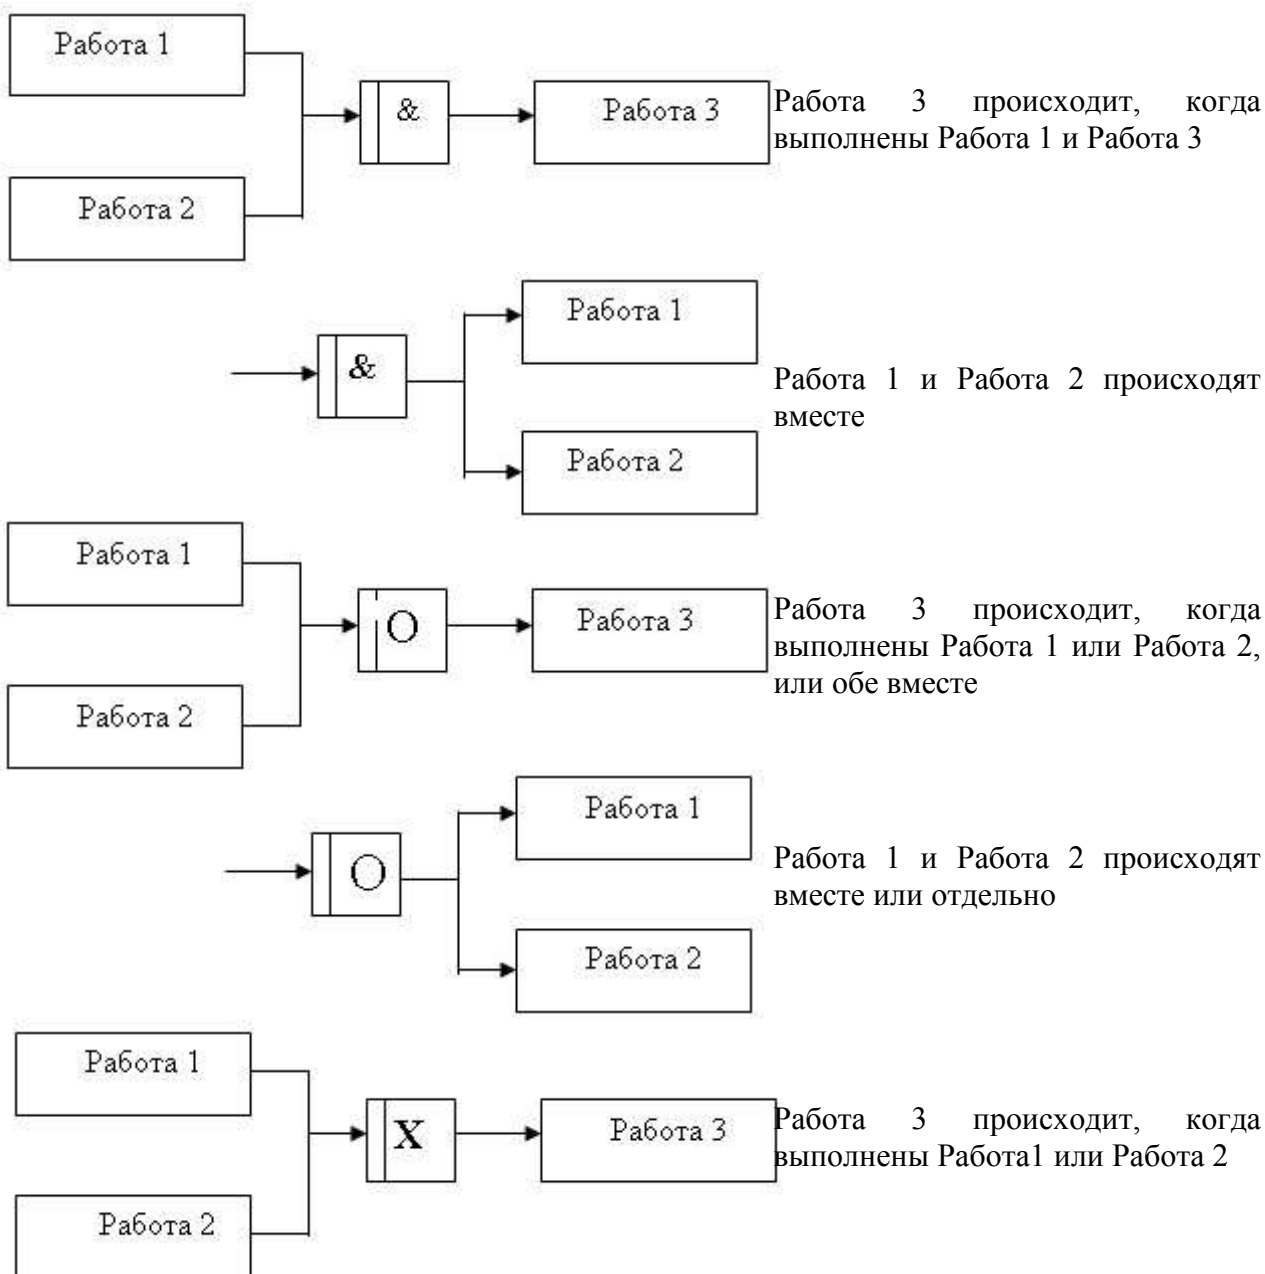 Работа 1
&
Работа 3
Работа 2
Работа 3 происходит, когда
выполнены Работа 1 и Работа 3
&
Работа 1
Работа 2
Работа 1 и Работа 2 происходят
вместе
Работа 1
O
Работа 3
Работа 2
Работа 3 происходит, когда
выполнены Работа 1 или Работа 2,
или обе вместе
O
Работа 1
Работа 2
Работа 1 и Работа 2 происходят
вместе или отдельно
Работа 1
X
Работа 3
Работа 2
Работа 3 происходит, когда
выполнены Работа1 или Работа 2